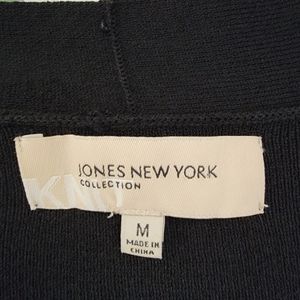 JONES NEW YORK
COLLECTION
M
MADE IN
CHINA